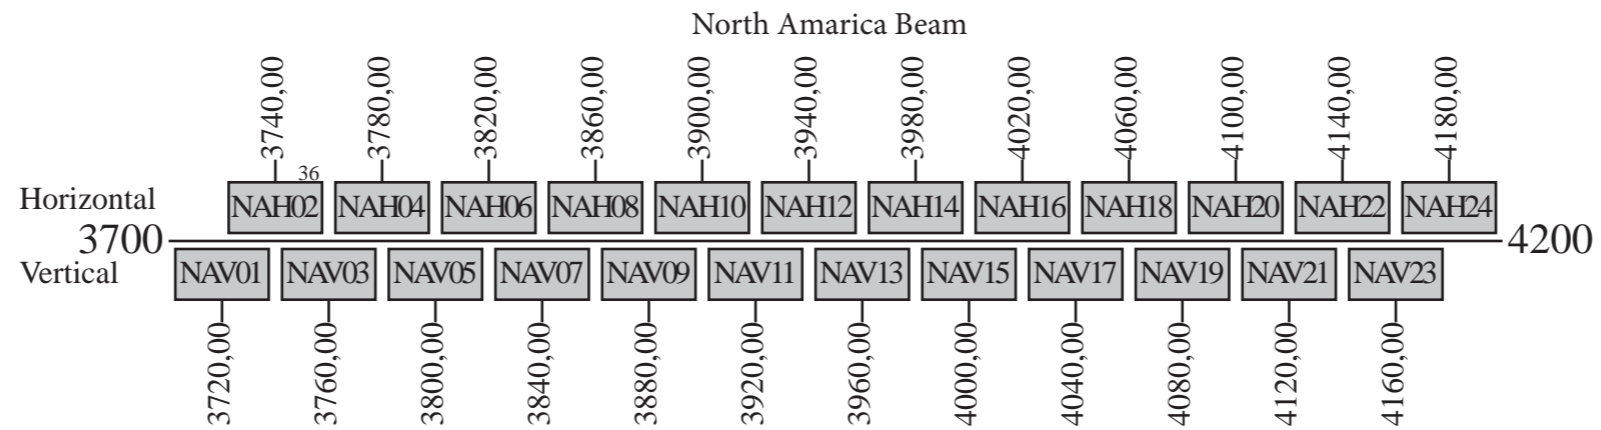 North Amarica Beam
3740,00 3780,00 3820,00 3860,00 3900,00 3940,00 3980,00 4020,00 4060,00 4100,00 4140,00 4180,00
36
Horizontal NAH02 NAH04 NAH06 NAH08 NAH10 NAH12 NAH14 NAH16 NAH18 NAH20 NAH22 NAH24
3700 4200
Vertical NAV01 NAV03 NAV05 NAV07 NAV09 NAV11 NAV13 NAV15 NAV17 NAV19 NAV21 NAV23
3720,00 3760,00 3800,00 3840,00 3880,00 3920,00 3960,00 4000,00 4040,00 4080,00 4120,00 4160,00